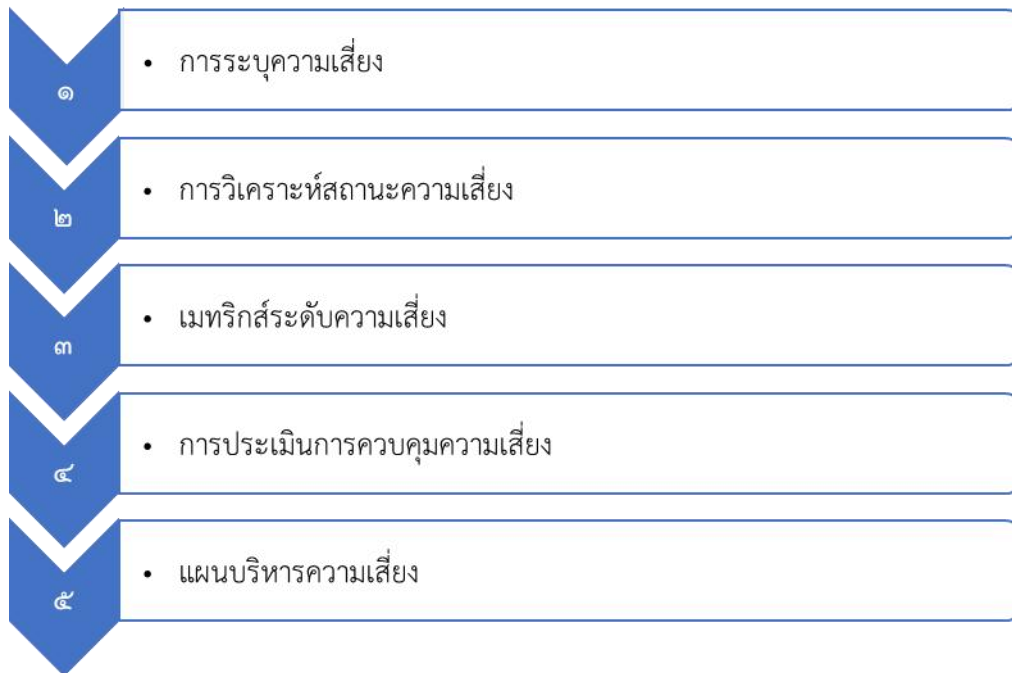 ๑
• การระบุความเสี่ยง
๒
• การวิเคราะห์สถานะความเสี่ยง
๓
• เมทริกส์ระดับความเสี่ยง
๔
• การประเมินการควบคุมความเสี่ยง
๕
• แผนบริหารความเสี่ยง